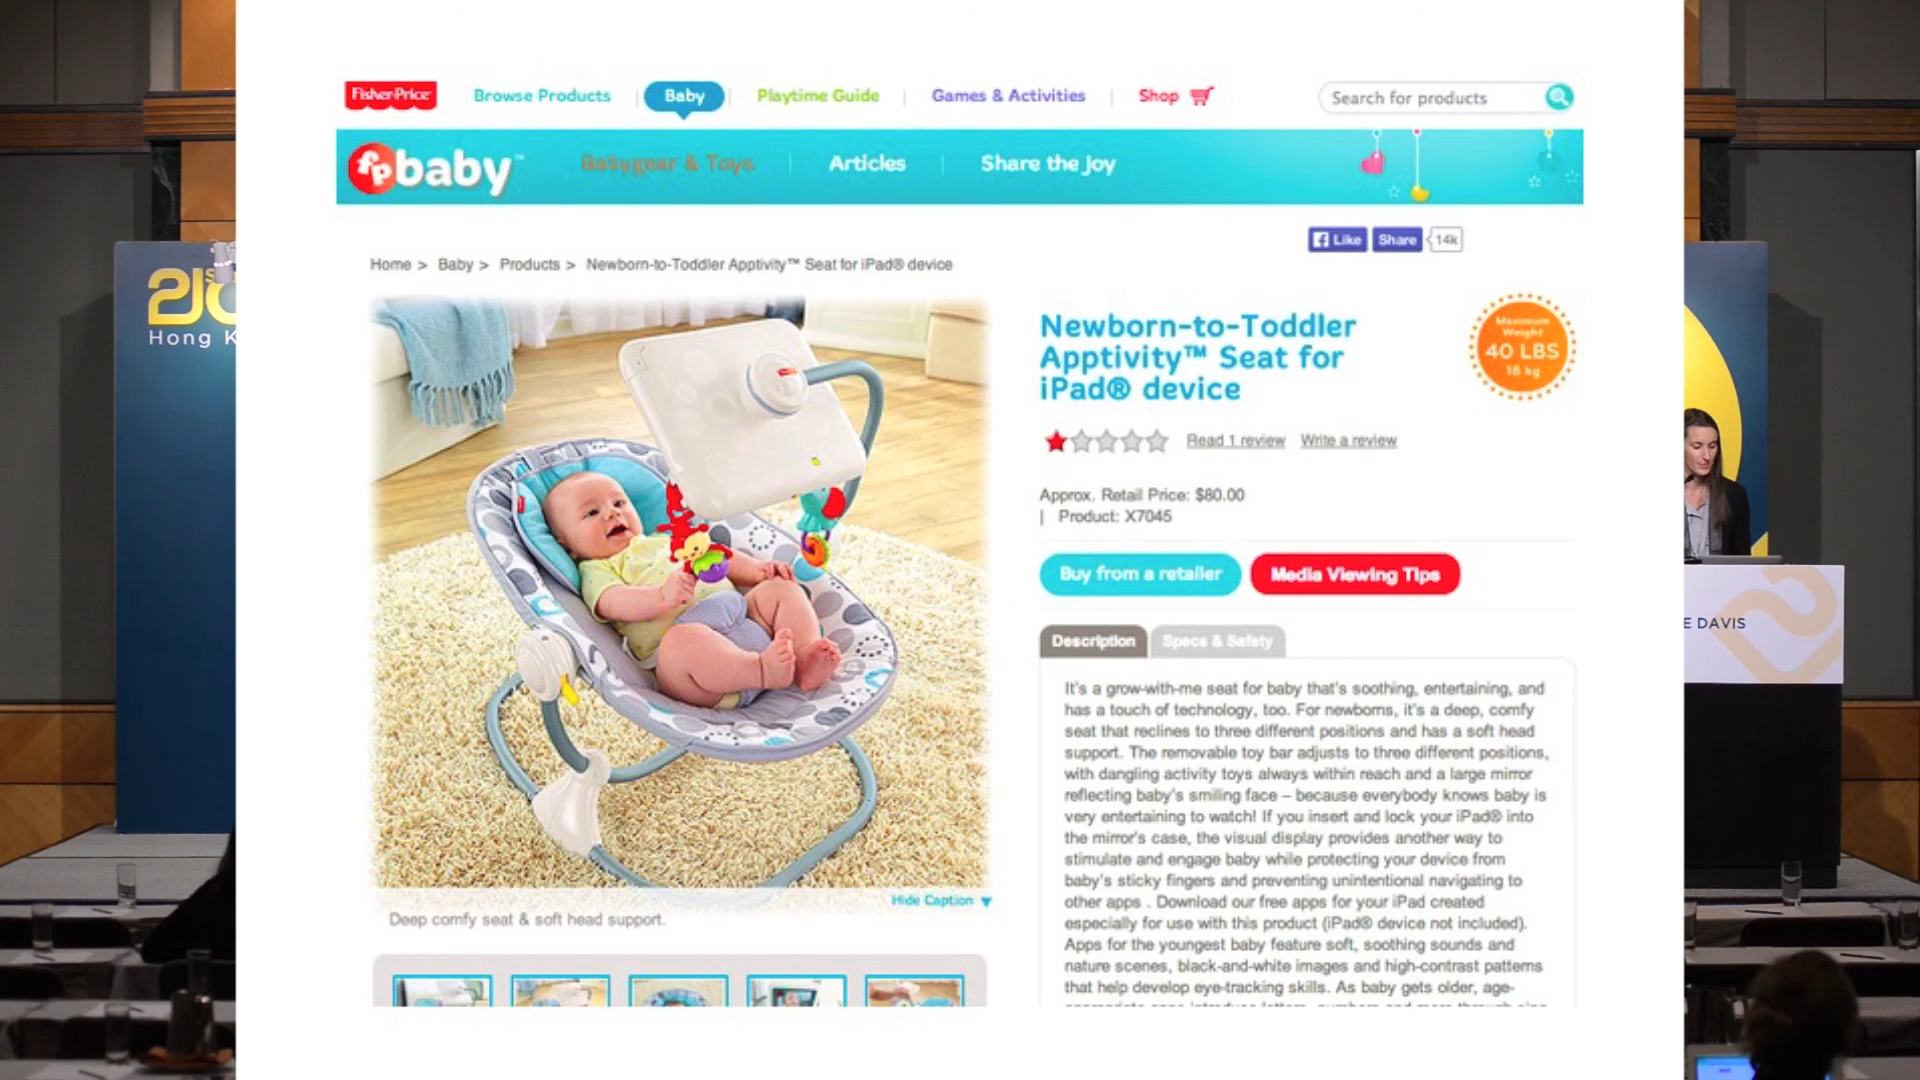 Fisher-Price
Browse Products
Baby
Playtime Guide
Games & Activities
Shop
Search for products
fpbaby™
Babygear & Toys
Articles
Share the Joy
Like
Share
14k
Home > Baby > Products > Newborn-to-Toddler Apptivity™ Seat for iPad® device
Newborn-to-Toddler
Apptivity™ Seat for
iPad® device
Maximum
Weight
40 LBS
18 kg
Read 1 review
Write a review
Approx. Retail Price: $80.00
| Product: X7045
Buy from a retailer
Media Viewing Tips
Description
Specs & Safety
It's a grow-with-me seat for baby that's soothing, entertaining, and
has a touch of technology, too. For newborns, it's a deep, comfy
seat that reclines to three different positions and has a soft head
support. The removable toy bar adjusts to three different positions,
with dangling activity toys always within reach and a large mirror
reflecting baby's smiling face – because everybody knows baby is
very entertaining to watch! If you insert and lock your iPad® into
the mirror's case, the visual display provides another way to
stimulate and engage baby while protecting your device from
baby's sticky fingers and preventing unintentional navigating to
other apps . Download our free apps for your iPad created
especially for use with this product (iPad® device not included).
Apps for the youngest baby feature soft, soothing sounds and
nature scenes, black-and-white images and high-contrast patterns
that help develop eye-tracking skills. As baby gets older, age-
Hide Caption
Deep comfy seat & soft head support.
21
Hong K
E DAVIS